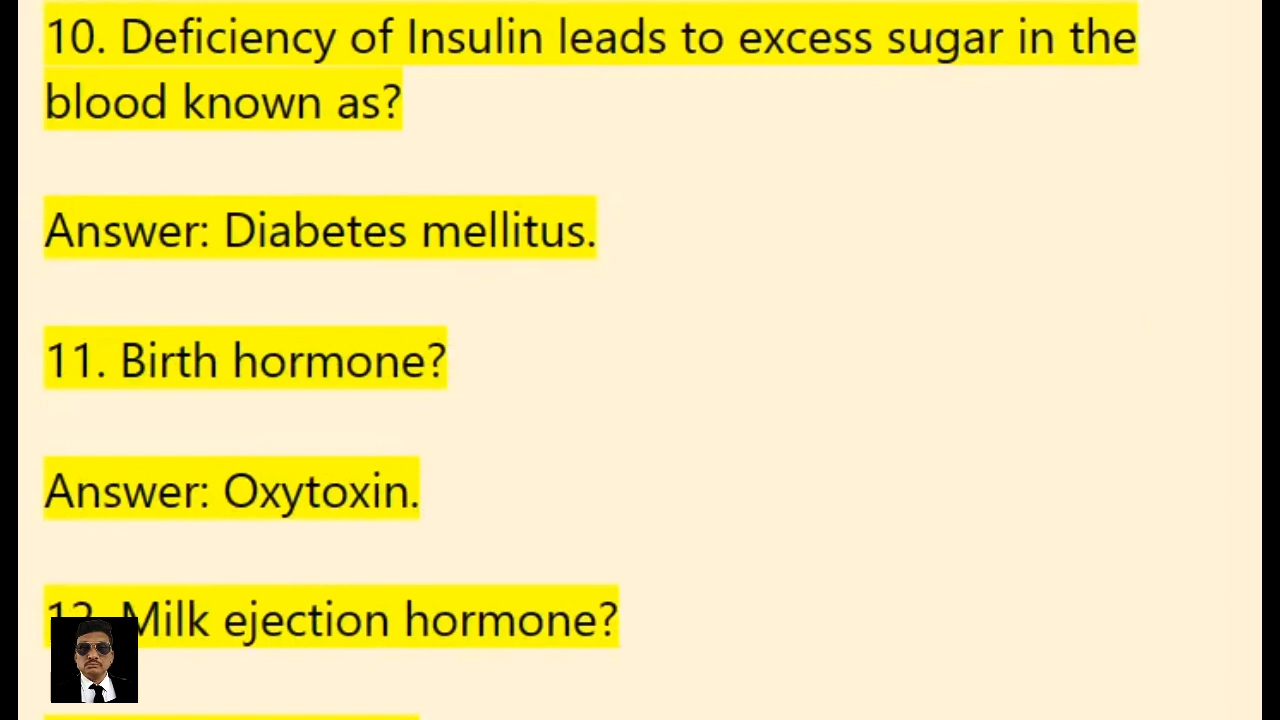 10. Deficiency of Insulin leads to excess sugar in the
blood known as?
Answer: Diabetes mellitus.
11. Birth hormone?
Answer: Oxytoxin.
12. Milk ejection hormone?